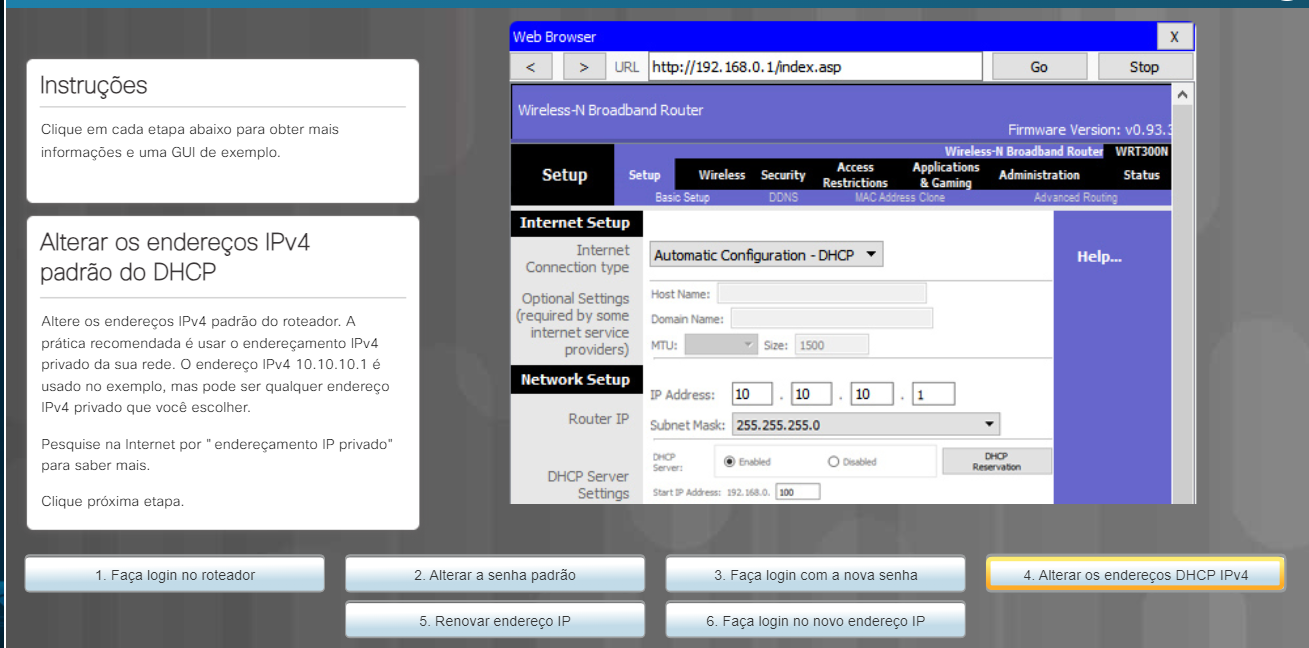 Instruções
Clique em cada etapa abaixo para obter mais
informações e uma GUI de exemplo.
Alterar os endereços IPv4
padrão do DHCP
Altere os endereços IPv4 padrão do roteador. A
prática recomendada é usar o endereçamento IPv4
privado da sua rede. O endereço IPv4 10.10.10.1 é
usado no exemplo, mas pode ser qualquer endereço
IPv4 privado que você escolher.
Pesquise na Internet por " endereçamento IP privado"
para saber mais.
Clique próxima etapa.
Web Browser X
< > URL http://192.168.0.1/index.asp Go Stop
Wireless-N Broadband Router
Firmware Version: v0.93.3
Wireless-N Broadband Router WRT300N
Setup
Setup Wireless Security Access Restrictions Applications & Gaming Administration Status
Basic Setup DDNS MAC Address Clone Advanced Routing
Internet Setup
Internet
Connection type
Automatic Configuration - DHCP
Help...
Optional Settings
(required by some
internet service
providers)
Host Name:
Domain Name:
MTU: Size: 1500
Network Setup
Router IP
IP Address: 10 . 10 . 10 . 1
Subnet Mask: 255.255.255.0
DHCP Server
Settings
DHCP
Server:
Enabled Disabled
DHCP
Reservation
Start IP Address: 192.168.0. 100
1. Faça login no roteador
2. Alterar a senha padrão
3. Faça login com a nova senha
4. Alterar os endereços DHCP IPv4
5. Renovar endereço IP
6. Faça login no novo endereço IP